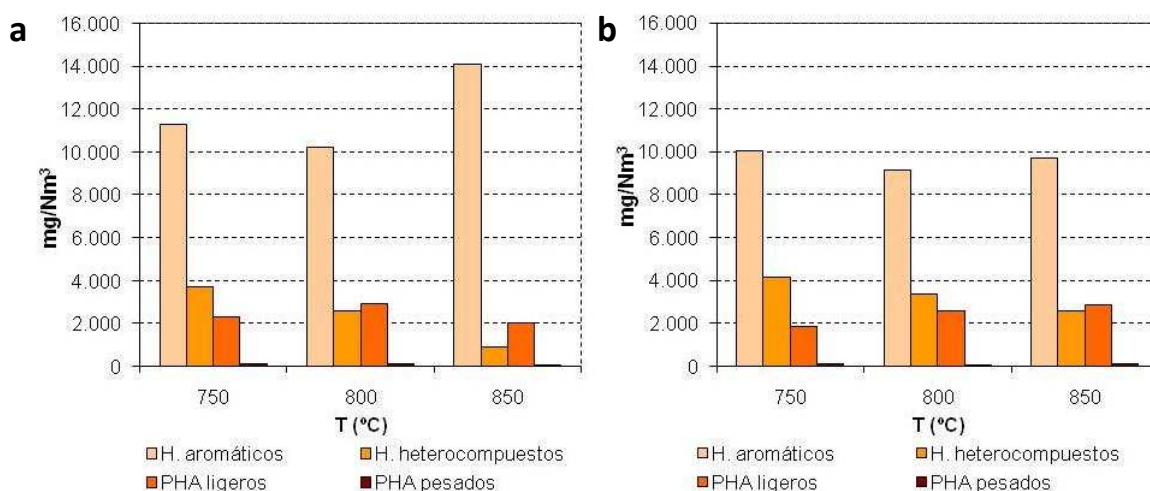 a
16.000
14.000
12.000
10.000
8.000
6.000
4.000
2.000
0
mg/Nm³
750 800 850
T (ºC)
H. aromáticos H. heterocompuestos
PHA ligeros PHA pesados
b
16.000
14.000
12.000
10.000
8.000
6.000
4.000
2.000
0
mg/Nm³
750 800 850
T (ºC)
H. aromáticos H. heterocompuestos
PHA ligeros PHA pesados